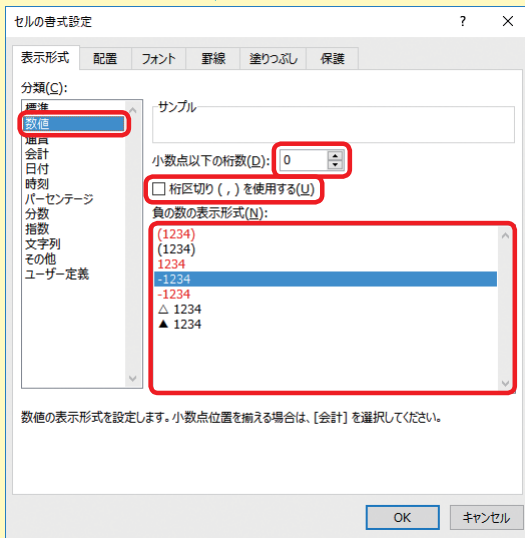 セルの書式設定
?
×
表示形式 配置 フォント 罫線 塗りつぶし 保護
分類(C):
標準
数値
通貨
会計
日付
時刻
パーセンテージ
分数
指数
文字列
その他
ユーザー定義
サンプル
小数点以下の桁数(D): 0
桁区切り ( , ) を使用する(U)
負の数の表示形式(N):
(1234)
(1234)
1234
-1234
-1234
△ 1234
▲ 1234
数値の表示形式を設定します。小数点位置を揃える場合は、[会計] を選択してください。
OK キャンセル